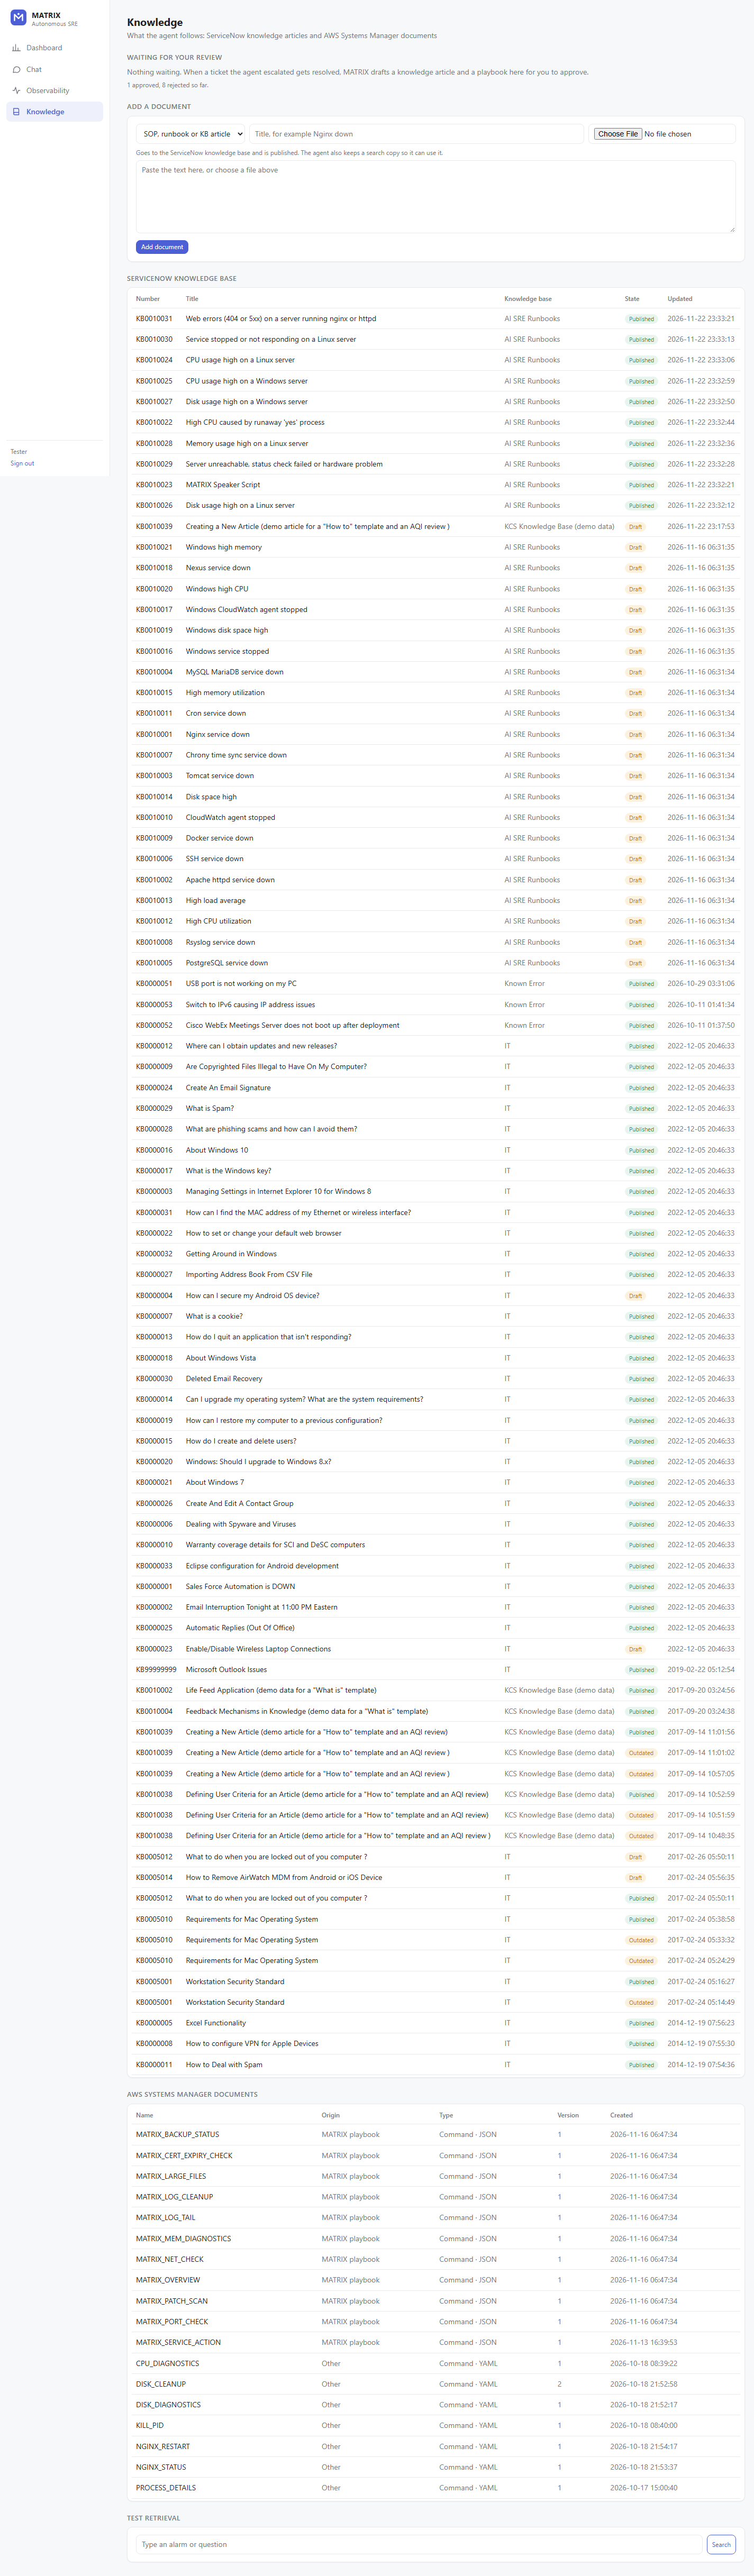 MATRIX
Autonomous SRE
Dashboard
Chat
Observability
Knowledge
Tester
Sign out
Knowledge
What the agent follows: ServiceNow knowledge articles and AWS Systems Manager documents
WAITING FOR YOUR REVIEW
Nothing waiting. When a ticket the agent escalated gets resolved, MATRIX drafts a knowledge article and a playbook here for you to approve.
1 approved, 8 rejected so far.
ADD A DOCUMENT
SOP, runbook or KB article Title, for example Nginx down Choose File No file chosen
Goes to the ServiceNow knowledge base and is published. The agent also keeps a search copy so it can use it.
Paste the text here, or choose a file above
Add document
SERVICENOW KNOWLEDGE BASE
Number Title Knowledge base State Updated
KB0010031 Web errors (404 or 5xx) on a server running nginx or httpd AI SRE Runbooks Published 2026-11-22 23:33:21
KB0010030 Service stopped or not responding on a Linux server AI SRE Runbooks Published 2026-11-22 23:33:13
KB0010024 CPU usage high on a Linux server AI SRE Runbooks Published 2026-11-22 23:33:06
KB0010025 CPU usage high on a Windows server AI SRE Runbooks Published 2026-11-22 23:32:59
KB0010027 Disk usage high on a Windows server AI SRE Runbooks Published 2026-11-22 23:32:50
KB0010022 High CPU caused by runaway 'yes' process AI SRE Runbooks Published 2026-11-22 23:32:44
KB0010028 Memory usage high on a Linux server AI SRE Runbooks Published 2026-11-22 23:32:36
KB0010029 Server unreachable, status check failed or hardware problem AI SRE Runbooks Published 2026-11-22 23:32:28
KB0010023 MATRIX Speaker Script AI SRE Runbooks Published 2026-11-22 23:32:21
KB0010026 Disk usage high on a Linux server AI SRE Runbooks Published 2026-11-22 23:32:12
KB0010039 Creating a New Article (demo article for a "How to" template and an AQI review ) KCS Knowledge Base (demo data) Draft 2026-11-22 23:17:53
KB0010021 Windows high memory AI SRE Runbooks Draft 2026-11-16 06:31:35
KB0010018 Nexus service down AI SRE Runbooks Draft 2026-11-16 06:31:35
KB0010020 Windows high CPU AI SRE Runbooks Draft 2026-11-16 06:31:35
KB0010017 Windows CloudWatch agent stopped AI SRE Runbooks Draft 2026-11-16 06:31:35
KB0010019 Windows disk space high AI SRE Runbooks Draft 2026-11-16 06:31:35
KB0010016 Windows service stopped AI SRE Runbooks Draft 2026-11-16 06:31:35
KB0010004 MySQL MariaDB service down AI SRE Runbooks Draft 2026-11-16 06:31:34
KB0010015 High memory utilization AI SRE Runbooks Draft 2026-11-16 06:31:34
KB0010011 Cron service down AI SRE Runbooks Draft 2026-11-16 06:31:34
KB0010001 Nginx service down AI SRE Runbooks Draft 2026-11-16 06:31:34
KB0010007 Chrony time sync service down AI SRE Runbooks Draft 2026-11-16 06:31:34
KB0010003 Tomcat service down AI SRE Runbooks Draft 2026-11-16 06:31:34
KB0010014 Disk space high AI SRE Runbooks Draft 2026-11-16 06:31:34
KB0010010 CloudWatch agent stopped AI SRE Runbooks Draft 2026-11-16 06:31:34
KB0010009 Docker service down AI SRE Runbooks Draft 2026-11-16 06:31:34
KB0010006 SSH service down AI SRE Runbooks Draft 2026-11-16 06:31:34
KB0010002 Apache httpd service down AI SRE Runbooks Draft 2026-11-16 06:31:34
KB0010013 High load average AI SRE Runbooks Draft 2026-11-16 06:31:34
KB0010012 High CPU utilization AI SRE Runbooks Draft 2026-11-16 06:31:34
KB0010008 Rsyslog service down AI SRE Runbooks Draft 2026-11-16 06:31:34
KB0010005 PostgreSQL service down AI SRE Runbooks Draft 2026-11-16 06:31:34
KB0000051 USB port is not working on my PC Known Error Published 2026-10-29 03:31:06
KB0000053 Switch to IPv6 causing IP address issues Known Error Published 2026-10-11 01:41:34
KB0000052 Cisco WebEx Meetings Server does not boot up after deployment Known Error Published 2026-10-11 01:37:50
KB0000012 Where can I obtain updates and new releases? IT Published 2022-12-05 20:46:33
KB0000009 Are Copyrighted Files Illegal to Have On My Computer? IT Published 2022-12-05 20:46:33
KB0000024 Create An Email Signature IT Published 2022-12-05 20:46:33
KB0000029 What is Spam? IT Published 2022-12-05 20:46:33
KB0000028 What are phishing scams and how can I avoid them? IT Published 2022-12-05 20:46:33
KB0000016 About Windows 10 IT Published 2022-12-05 20:46:33
KB0000017 What is the Windows key? IT Published 2022-12-05 20:46:33
KB0000003 Managing Settings in Internet Explorer 10 for Windows 8 IT Published 2022-12-05 20:46:33
KB0000031 How can I find the MAC address of my Ethernet or wireless interface? IT Published 2022-12-05 20:46:33
KB0000022 How to set or change your default web browser IT Published 2022-12-05 20:46:33
KB0000032 Getting Around in Windows IT Published 2022-12-05 20:46:33
KB0000027 Importing Address Book From CSV File IT Published 2022-12-05 20:46:33
KB0000004 How can I secure my Android OS device? IT Draft 2022-12-05 20:46:33
KB0000007 What is a cookie? IT Published 2022-12-05 20:46:33
KB0000013 How do I quit an application that isn't responding? IT Published 2022-12-05 20:46:33
KB0000018 About Windows Vista IT Published 2022-12-05 20:46:33
KB0000030 Deleted Email Recovery IT Published 2022-12-05 20:46:33
KB0000014 Can I upgrade my operating system? What are the system requirements? IT Published 2022-12-05 20:46:33
KB0000019 How can I restore my computer to a previous configuration? IT Published 2022-12-05 20:46:33
KB0000015 How do I create and delete users? IT Published 2022-12-05 20:46:33
KB0000020 Windows: Should I upgrade to Windows 8.x? IT Published 2022-12-05 20:46:33
KB0000021 About Windows 7 IT Published 2022-12-05 20:46:33
KB0000026 Create And Edit A Contact Group IT Published 2022-12-05 20:46:33
KB0000006 Dealing with Spyware and Viruses IT Published 2022-12-05 20:46:33
KB0000010 Warranty coverage details for SCI and DeSC computers IT Published 2022-12-05 20:46:33
KB0000033 Eclipse configuration for Android development IT Published 2022-12-05 20:46:33
KB0000001 Sales Force Automation is DOWN IT Published 2022-12-05 20:46:33
KB0000002 Email Interruption Tonight at 11:00 PM Eastern IT Published 2022-12-05 20:46:33
KB0000025 Automatic Replies (Out Of Office) IT Published 2022-12-05 20:46:33
KB0000023 Enable/Disable Wireless Laptop Connections IT Draft 2022-12-05 20:46:33
KB99999999 Microsoft Outlook Issues IT Published 2019-02-22 05:12:54
KB0010002 Life Feed Application (demo data for a "What is" template) KCS Knowledge Base (demo data) Published 2017-09-20 03:24:56
KB0010004 Feedback Mechanisms in Knowledge (demo data for a "What is" template) KCS Knowledge Base (demo data) Published 2017-09-20 03:24:38
KB0010039 Creating a New Article (demo article for a "How to" template and an AQI review) KCS Knowledge Base (demo data) Published 2017-09-14 11:01:56
KB0010039 Creating a New Article (demo article for a "How to" template and an AQI review ) KCS Knowledge Base (demo data) Outdated 2017-09-14 11:01:02
KB0010039 Creating a New Article (demo article for a "How to" template and an AQI review ) KCS Knowledge Base (demo data) Outdated 2017-09-14 10:57:05
KB0010038 Defining User Criteria for an Article (demo article for a "How to" template and an AQI review) KCS Knowledge Base (demo data) Published 2017-09-14 10:52:59
KB0010038 Defining User Criteria for an Article (demo article for a "How to" template and an AQI review) KCS Knowledge Base (demo data) Outdated 2017-09-14 10:51:59
KB0010038 Defining User Criteria for an Article (demo article for a "How to" template and an AQI review ) KCS Knowledge Base (demo data) Outdated 2017-09-14 10:48:35
KB0005012 What to do when you are locked out of you computer ? IT Draft 2017-02-26 05:50:11
KB0005014 How to Remove AirWatch MDM from Android or iOS Device IT Draft 2017-02-24 05:56:35
KB0005012 What to do when you are locked out of you computer ? IT Published 2017-02-24 05:50:11
KB0005010 Requirements for Mac Operating System IT Published 2017-02-24 05:38:58
KB0005010 Requirements for Mac Operating System IT Outdated 2017-02-24 05:33:32
KB0005010 Requirements for Mac Operating System IT Outdated 2017-02-24 05:24:29
KB0005001 Workstation Security Standard IT Published 2017-02-24 05:16:27
KB0005001 Workstation Security Standard IT Outdated 2017-02-24 05:14:49
KB0000005 Excel Functionality IT Published 2014-12-19 07:56:23
KB0000008 How to configure VPN for Apple Devices IT Published 2014-12-19 07:55:30
KB0000011 How to Deal with Spam IT Published 2014-12-19 07:54:36
AWS SYSTEMS MANAGER DOCUMENTS
Name Origin Type Version Created
MATRIX_BACKUP_STATUS MATRIX playbook Command · JSON 1 2026-11-16 06:47:34
MATRIX_CERT_EXPIRY_CHECK MATRIX playbook Command · JSON 1 2026-11-16 06:47:34
MATRIX_LARGE_FILES MATRIX playbook Command · JSON 1 2026-11-16 06:47:34
MATRIX_LOG_CLEANUP MATRIX playbook Command · JSON 1 2026-11-16 06:47:34
MATRIX_LOG_TAIL MATRIX playbook Command · JSON 1 2026-11-16 06:47:34
MATRIX_MEM_DIAGNOSTICS MATRIX playbook Command · JSON 1 2026-11-16 06:47:34
MATRIX_NET_CHECK MATRIX playbook Command · JSON 1 2026-11-16 06:47:34
MATRIX_OVERVIEW MATRIX playbook Command · JSON 1 2026-11-16 06:47:34
MATRIX_PATCH_SCAN MATRIX playbook Command · JSON 1 2026-11-16 06:47:34
MATRIX_PORT_CHECK MATRIX playbook Command · JSON 1 2026-11-16 06:47:34
MATRIX_SERVICE_ACTION MATRIX playbook Command · JSON 1 2026-11-13 16:39:53
CPU_DIAGNOSTICS Other Command · YAML 1 2026-10-18 08:39:22
DISK_CLEANUP Other Command · YAML 2 2026-10-18 21:52:58
DISK_DIAGNOSTICS Other Command · YAML 1 2026-10-18 21:52:17
KILL_PID Other Command · YAML 1 2026-10-18 08:40:00
NGINX_RESTART Other Command · YAML 1 2026-10-18 21:54:17
NGINX_STATUS Other Command · YAML 1 2026-10-18 21:53:37
PROCESS_DETAILS Other Command · YAML 1 2026-10-17 15:00:40
TEST RETRIEVAL
Type an alarm or question Search